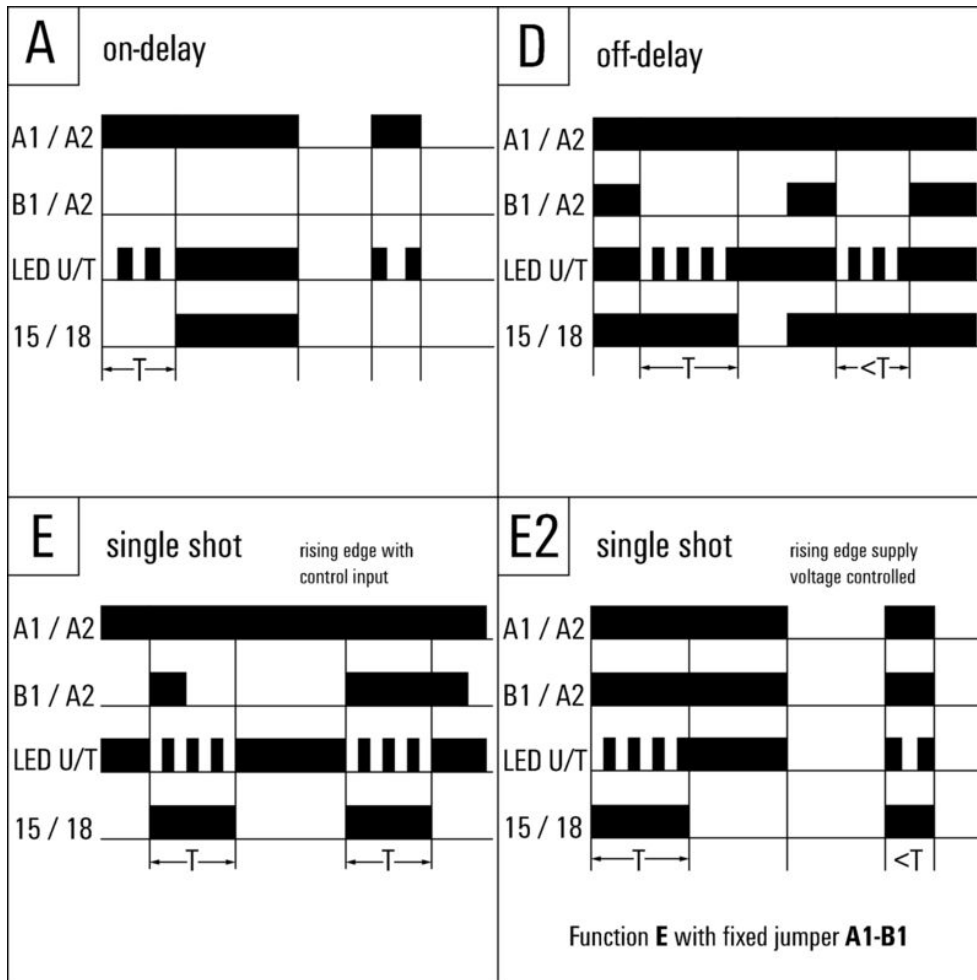 A on-delay
A1 / A2
B1 / A2
LED U/T
15 / 18
T
D off-delay
A1 / A2
B1 / A2
LED U/T
15 / 18
T <T
E single shot rising edge with
control input
A1 / A2
B1 / A2
LED U/T
15 / 18
T T
E2 single shot rising edge supply
voltage controlled
A1 / A2
B1 / A2
LED U/T
15 / 18
T <T
Function E with fixed jumper A1-B1